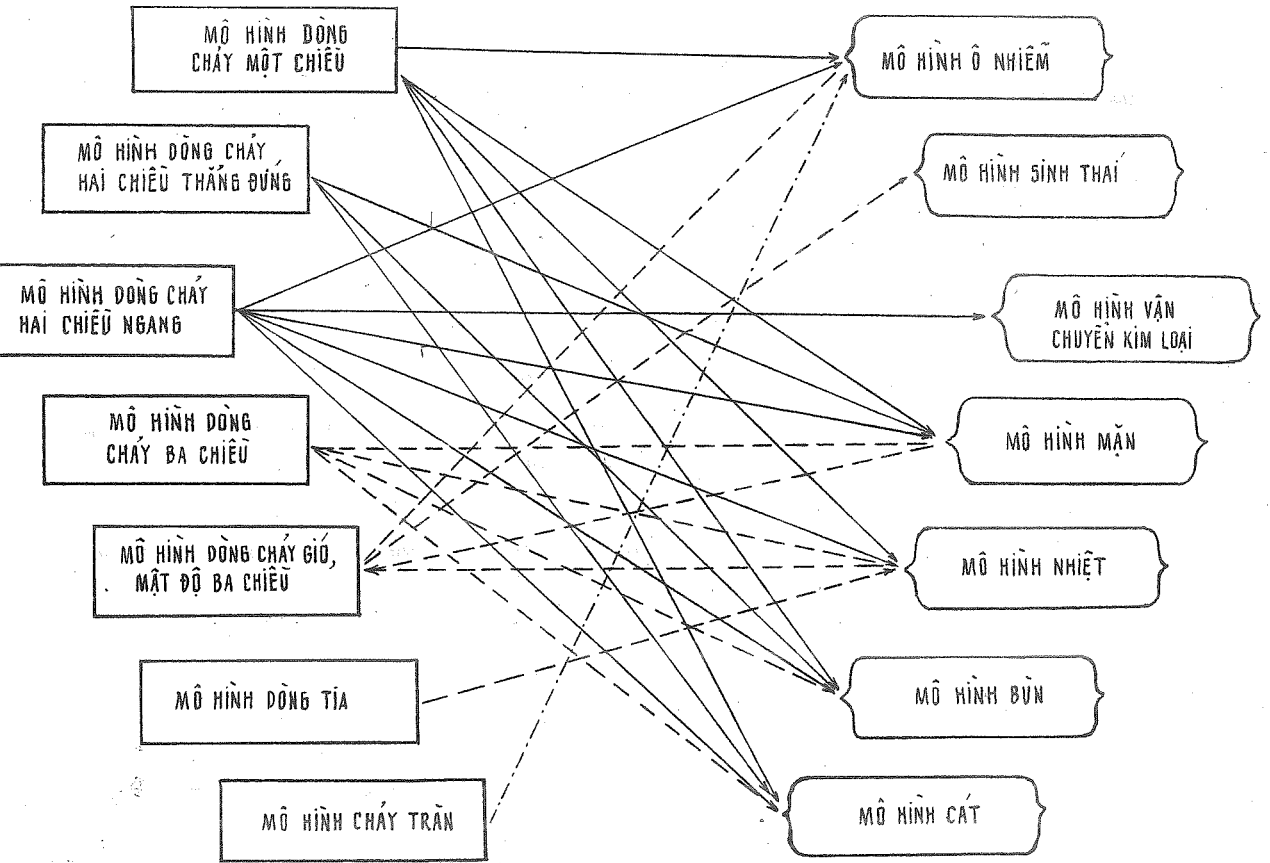 MÔ HÌNH DÒNG
CHẢY MỘT CHIỀU
MÔ HÌNH DÒNG CHẢY
HAI CHIỀU THẲNG ĐỨNG
MÔ HÌNH DÒNG CHẢY
HAI CHIỀU NGANG
MÔ HÌNH DÒNG
CHẢY BA CHIỀU
MÔ HÌNH DÒNG CHẢY GIÓ,
MẬT ĐỘ BA CHIỀU
MÔ HÌNH DÒNG TIA
MÔ HÌNH CHẢY TRÀN
MÔ HÌNH Ô NHIỄM
MÔ HÌNH SINH THÁI
MÔ HÌNH VẬN
CHUYỂN KIM LOẠI
MÔ HÌNH MẶN
MÔ HÌNH NHIỆT
MÔ HÌNH BÙN
MÔ HÌNH CÁT